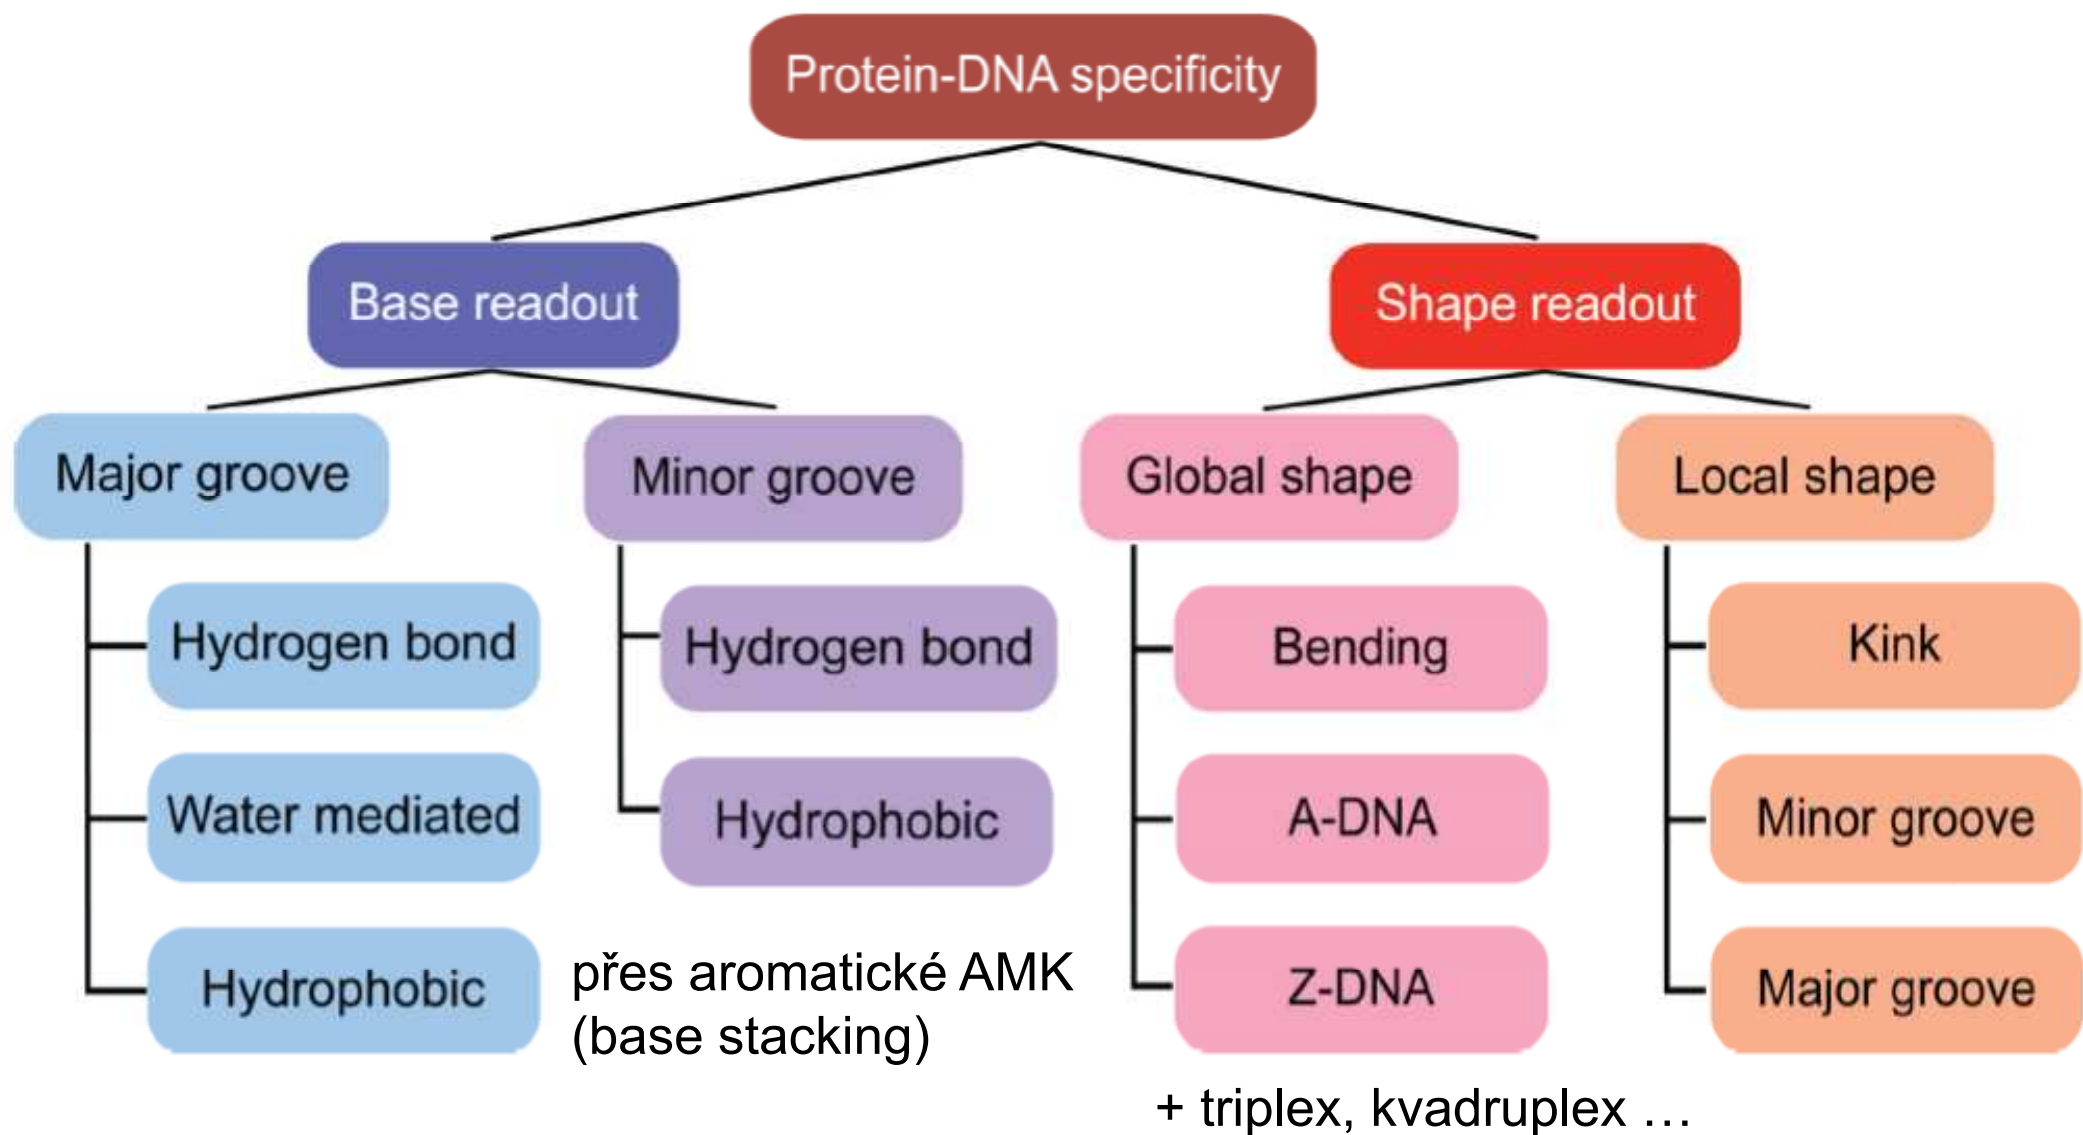 Protein-DNA specificity
Base readout
Shape readout
Major groove
Minor groove
Global shape
Local shape
Hydrogen bond
Hydrogen bond
Bending
Kink
Water mediated
Hydrophobic
A-DNA
Minor groove
Hydrophobic
přes aromatické AMK
(base stacking)
Z-DNA
Major groove
+ triplex, kvadruplex …